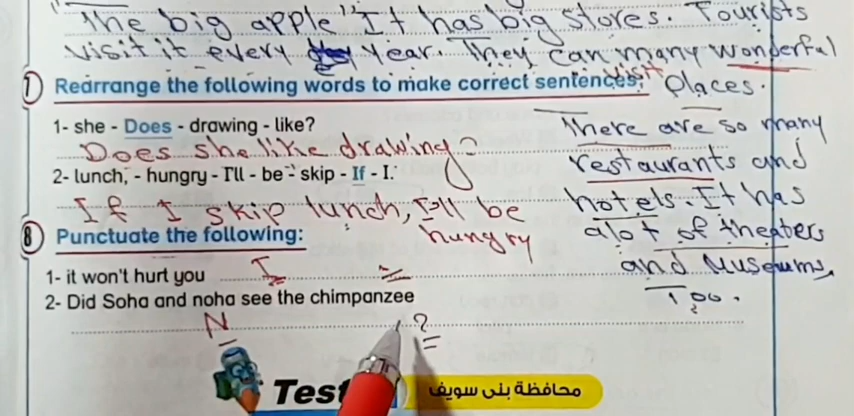 The big apple". It has big stores. Tourists
visit it every year. They can many wonderful
visit places.
7 Rearrange the following words to make correct sentences:
1- she - Does - drawing - like?
Does she like drawing?
2- lunch, - hungry - I'll - be - skip - If - I.
If I skip lunch, I'll be
hungry
There are so many
restaurants and
hotels. It has
alot of theaters
and Museums,
Too.
8 Punctuate the following:
1- it won't hurt you
I
2- Did Soha and noha see the chimpanzee
N ?
Test
محافظة بنى سويف